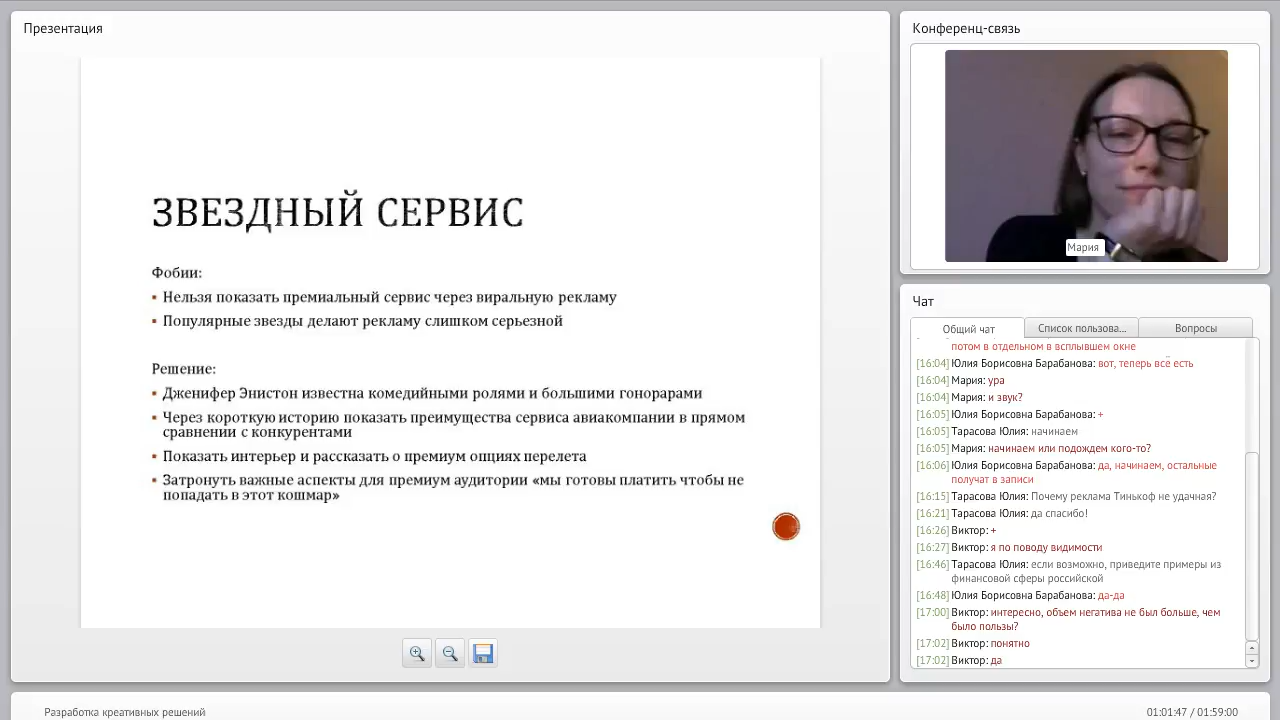 Презентация
ЗВЕЗДНЫЙ СЕРВИС
Фобии:
▪ Нельзя показать премиальный сервис через виральную рекламу
▪ Популярные звезды делают рекламу слишком серьезной
Решение:
▪ Дженифер Энистон известна комедийными ролями и большими гонорарами
▪ Через короткую историю показать преимущества сервиса авиакомпании в прямом
сравнении с конкурентами
▪ Показать интерьер и рассказать о премиум опциях перелета
▪ Затронуть важные аспекты для премиум аудитории «мы готовы платить чтобы не
попадать в этот кошмар»
Конференц-связь
Мария
Чат
Общий чат
Список пользова...
Вопросы
потом в отдельном в всплывшем окне
[16:04] Юлия Борисовна Барабанова: вот, теперь всё есть
[16:04] Мария: ура
[16:04] Мария: и звук?
[16:05] Юлия Борисовна Барабанова: +
[16:05] Тарасова Юлия: начинаем
[16:05] Мария: начинаем или подождем кого-то?
[16:06] Юлия Борисовна Барабанова: да, начинаем, остальные
получат в записи
[16:15] Тарасова Юлия: Почему реклама Тинькоф не удачная?
[16:21] Тарасова Юлия: да спасибо!
[16:26] Виктор: +
[16:27] Виктор: я по поводу видимости
[16:46] Тарасова Юлия: если возможно, приведите примеры из
финансовой сферы российской
[16:48] Юлия Борисовна Барабанова: да-да
[17:00] Виктор: интересно, объем негатива не был больше, чем
было пользы?
[17:02] Виктор: понятно
[17:02] Виктор: да
Разработка креативных решений
01:01:47 / 01:59:00